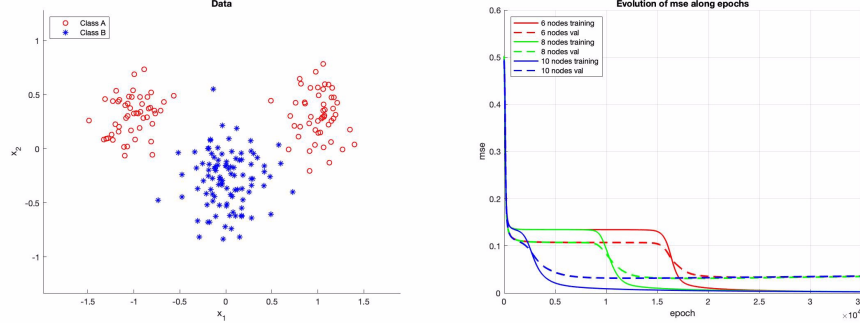 Data
Class A
Class B
1
0.5
0
-0.5
-1
x2
-1.5
-1
-0.5
0
0.5
1
1.5
x1
Evolution of mse along epochs
6 nodes training
6 nodes val
8 nodes training
8 nodes val
10 nodes training
10 nodes val
0.6
0.5
0.4
0.3
0.2
0.1
0
mse
0
0.5
1
1.5
2
2.5
3
epoch